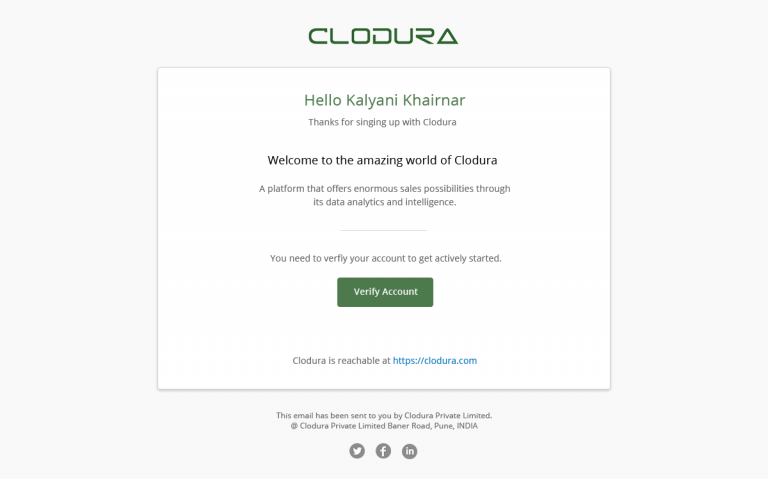 CLODURA
Hello Kalyani Khairnar
Thanks for singing up with Clodura
Welcome to the amazing world of Clodura
A platform that offers enormous sales possibilities through
its data analytics and intelligence.
You need to verfiy your account to get actively started.
Verify Account
Clodura is reachable at https://clodura.com
This email has been sent to you by Clodura Private Limited.
@ Clodura Private Limited Baner Road, Pune, INDIA